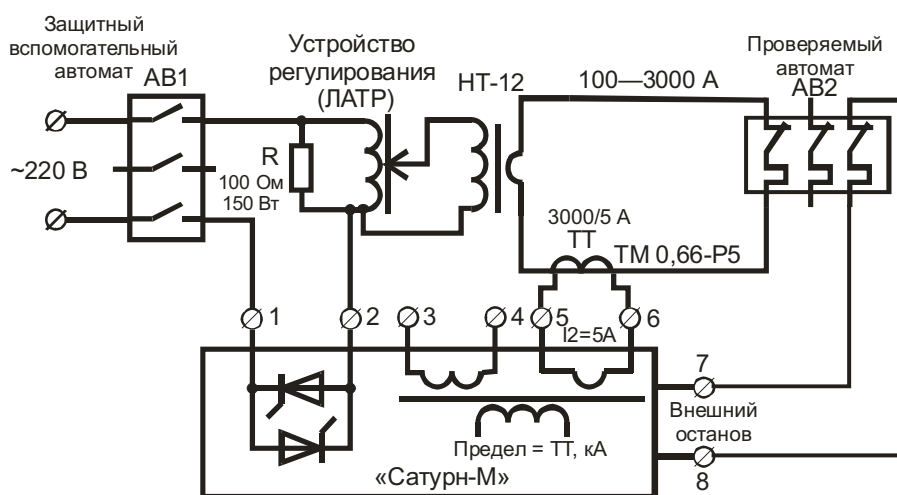 Защитный
вспомогательный
автомат
АВ1
Устройство
регулирования
(ЛАТР)
НТ-12
100—3000 А
Проверяемый
автомат
АВ2
~220 В
R
100 Ом
150 Вт
3000/5 А
ТТ
ТМ 0,66-Р5
1
2
3
4
5
6
I2=5А
7
Внешний
останов
8
Предел = ТТ, кА
«Сатурн-М»